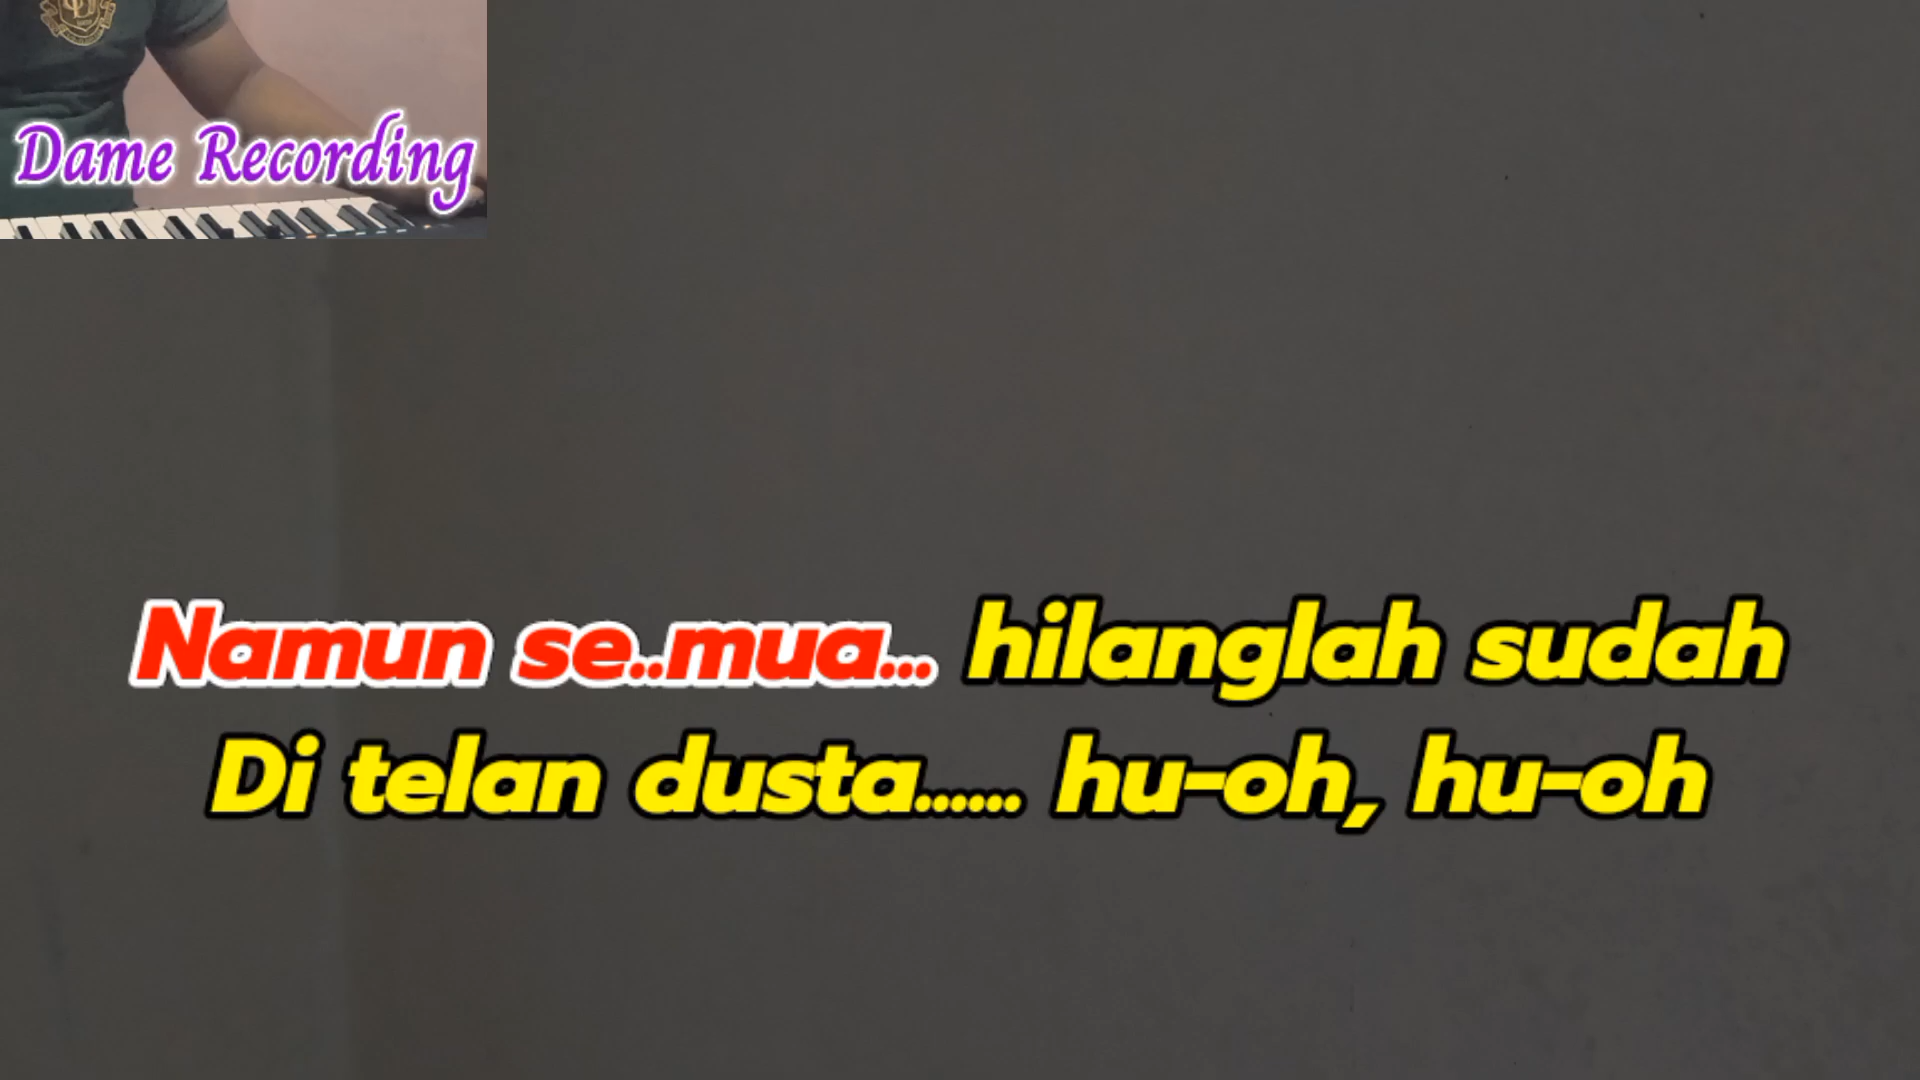 Dame Recording
Namun se..mua... hilanglah sudah
Di telan dusta...... hu-oh, hu-oh